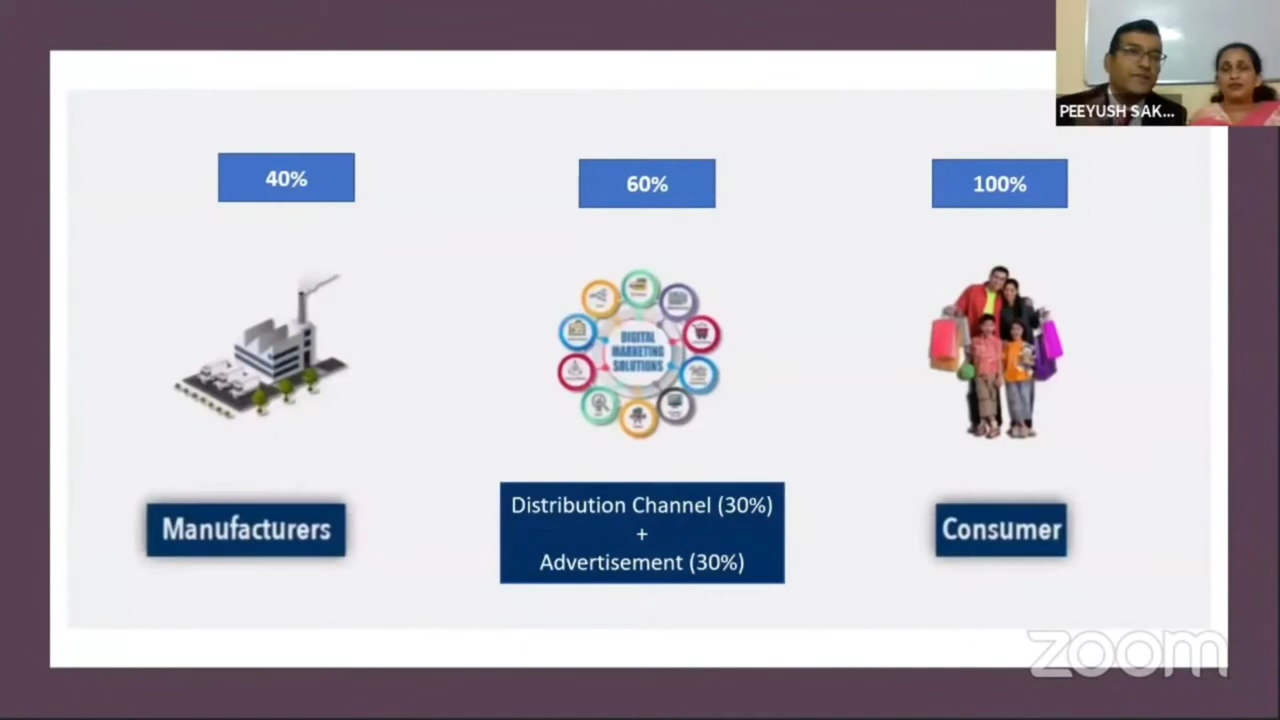 PEEYUSH SAK...
40%
60%
100%
DIGITAL
MARKETING
SOLUTIONS
Manufacturers
Distribution Channel (30%)
+
Advertisement (30%)
Consumer
zoom